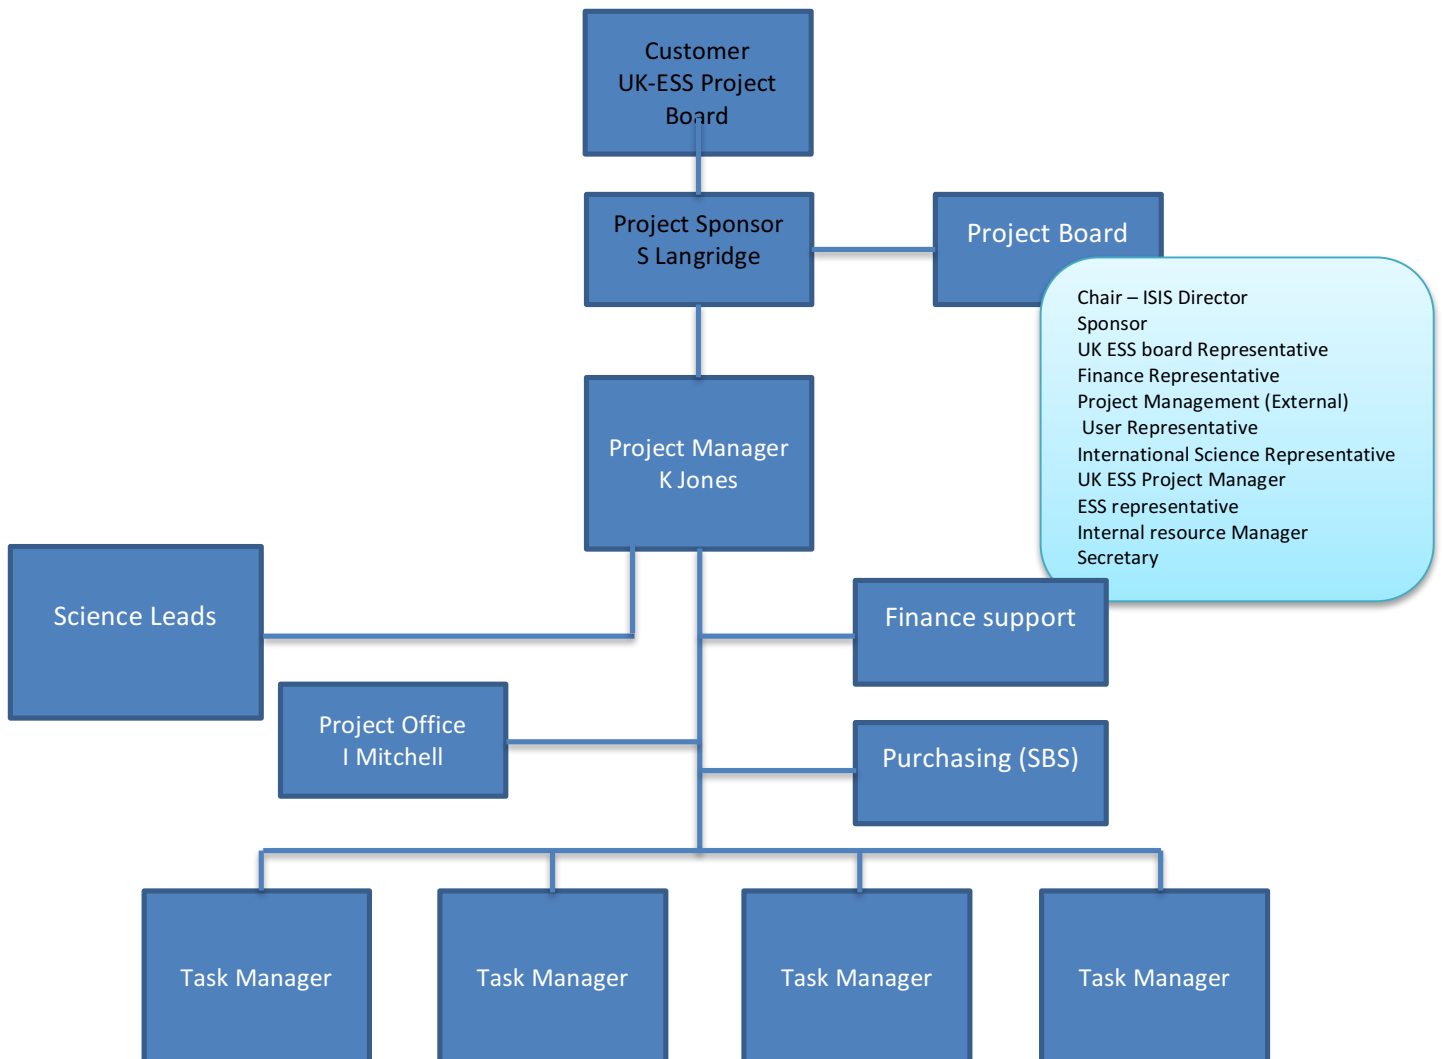 Customer
UK-ESS Project
Board
Project Sponsor
S Langridge
Project Board
Chair – ISIS Director
Sponsor
UK ESS board Representative
Finance Representative
Project Management (External)
User Representative
International Science Representative
UK ESS Project Manager
ESS representative
Internal resource Manager
Secretary
Project Manager
K Jones
Science Leads
Finance support
Project Office
I Mitchell
Purchasing (SBS)
Task Manager
Task Manager
Task Manager
Task Manager